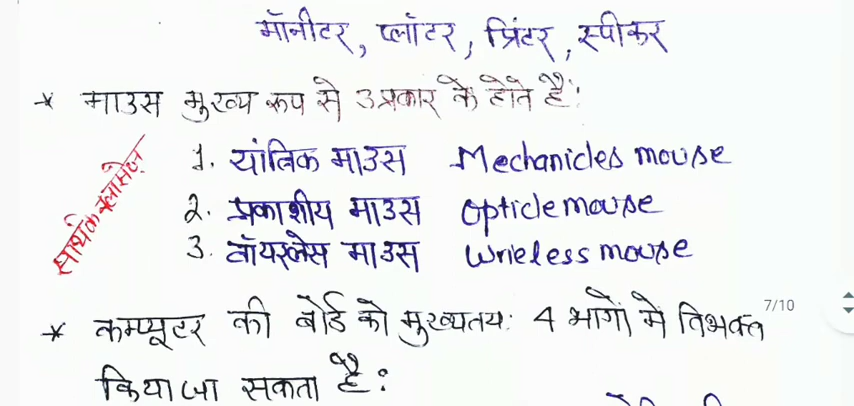 मॉनीटर, प्लॉटर, प्रिंटर, स्पीकर
* माउस मुख्य रूप से 3 प्रकार के होते है:
1. यांत्रिक माउस Mechanicles mouse
2. प्रकाशीय माउस Opticle mouse
3. वॉयरलेस माउस Wrieless mouse
सार्थक क्लासेज
7/10
* कम्प्यूटर की बोर्ड को मुख्यतय: 4 भागों मे विभक्त
किया जा सकता है: